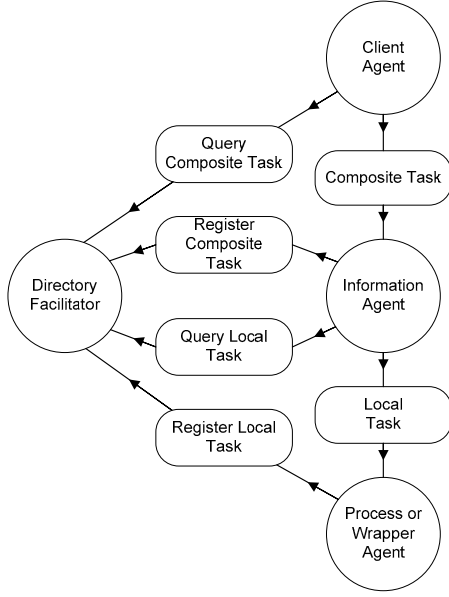 Client
Agent
Query
Composite Task
Composite Task
Register
Composite
Task
Directory
Facilitator
Information
Agent
Query Local
Task
Local
Task
Register Local
Task
Process or
Wrapper
Agent